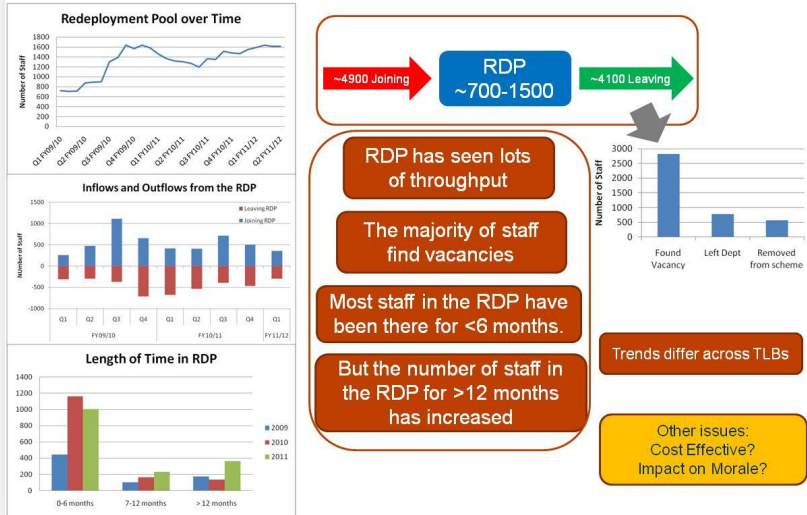 Redeployment Pool over Time
Number of Staff
1800
1600
1400
1200
1000
800
600
400
200
0
Q1 FY09/10
Q2 FY09/10
Q3 FY09/10
Q4 FY09/10
Q1 FY10/11
Q2 FY10/11
Q3 FY10/11
Q4 FY10/11
Q1 FY11/12
Q2 FY11/12
Inflows and Outflows from the RDP
NUmber of Staff
1500
1000
500
0
-500
-1000
Leaving RDP
Joining RDP
Q1 Q2 Q3 Q4 Q1 Q2 Q3 Q4 Q1
FY09/10 FY10/11 FY11/12
Length of Time in RDP
1400
1200
1000
800
600
400
200
0
0-6 months 7-12 months > 12 months
2009
2010
2011
~4900 Joining
RDP
~700-1500
~4100 Leaving
RDP has seen lots
of throughput
The majority of staff
find vacancies
Most staff in the RDP have
been there for <6 months.
But the number of staff in
the RDP for >12 months
has increased
Number of Staff
3000
2500
2000
1500
1000
500
0
Found
Vacancy
Left Dept
Removed
from scheme
Trends differ across TLBs
Other issues:
Cost Effective?
Impact on Morale?